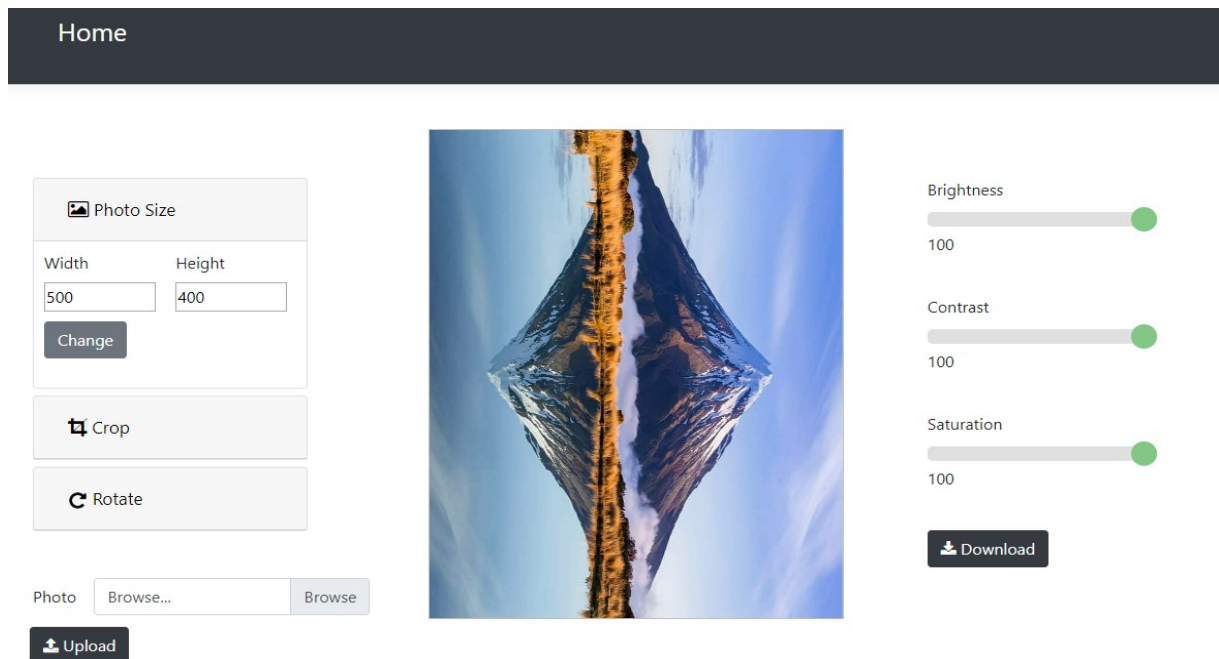 Home
Photo Size
Width Height
500 400
Change
Crop
Rotate
Photo Browse... Browse
Upload
Brightness
100
Contrast
100
Saturation
100
Download